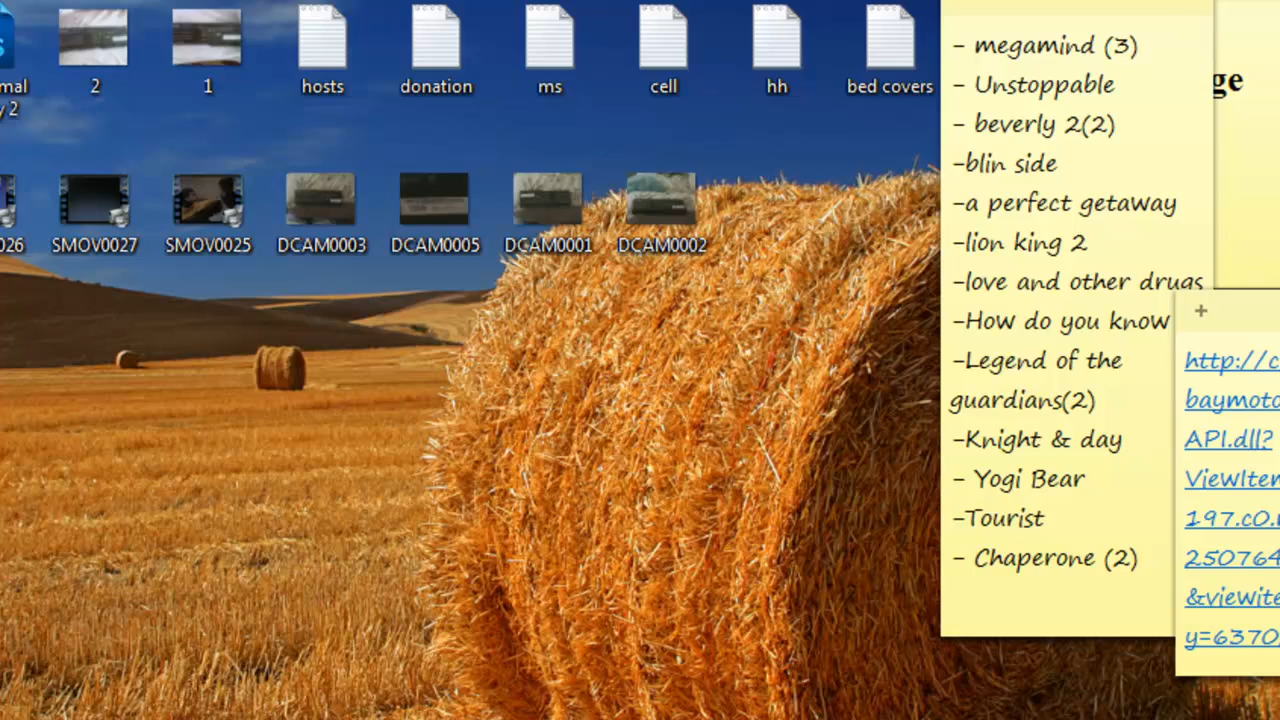 mal
y 2
2
1
hosts
donation
ms
cell
hh
bed covers
026
SMOV0027
SMOV0025
DCAM0003
DCAM0005
DCAM0001
DCAM0002
- megamind (3)
- Unstoppable
- beverly 2(2)
-blin side
-a perfect getaway
-lion king 2
-love and other drugs
-How do you know
-Legend of the
guardians(2)
-Knight & day
- Yogi Bear
-Tourist
- Chaperone (2)
ge
+
http://c
baymoto
API.dll?
ViewIte
197.c0.
250764
&viewite
y=6370